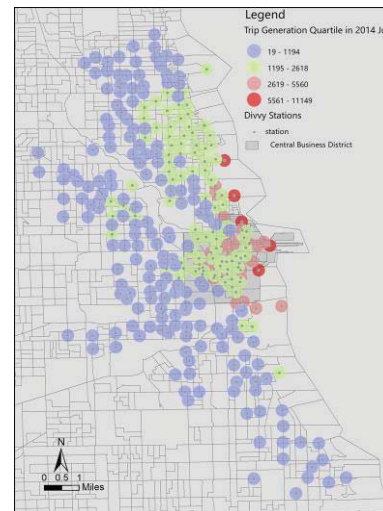 Legend
Trip Generation Quartile in 2014 Ju
19 - 1194
1195 - 2618
2619 - 5560
5561 - 11149
Divvy Stations
station
Central Business District
N
0 0.5 1
Miles